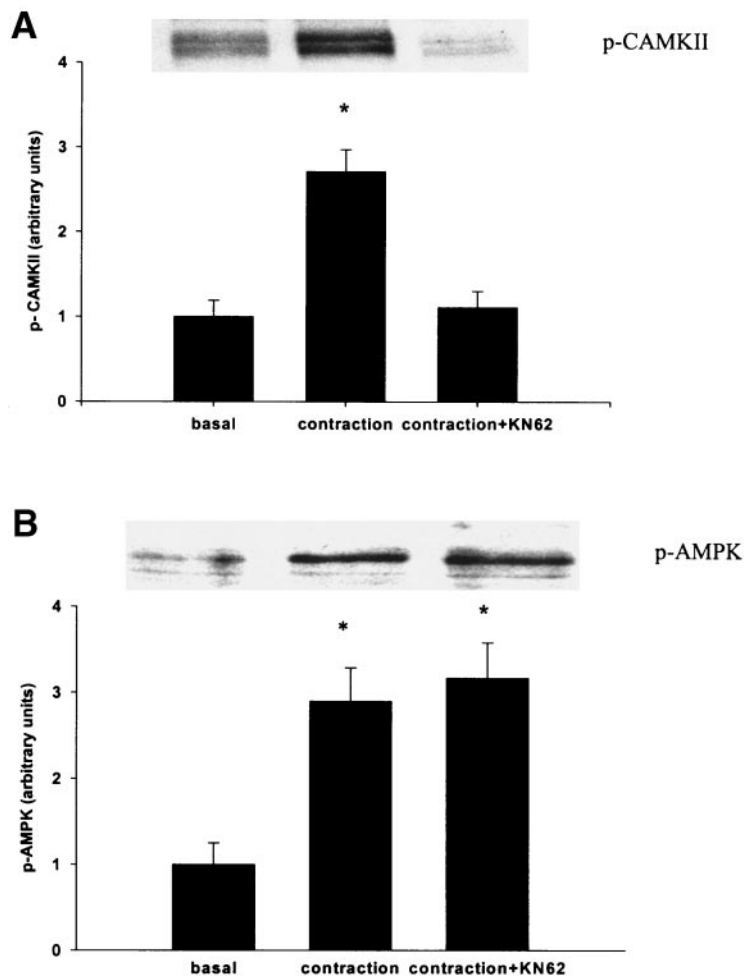 A
p-CAMKII
4
*
3
2
1
0
p- CAMKII (arbitrary units)
basal contraction contraction+KN62
B
p-AMPK
4
*
*
3
2
1
0
p-AMPK (arbitrary units)
basal contraction contraction+KN62